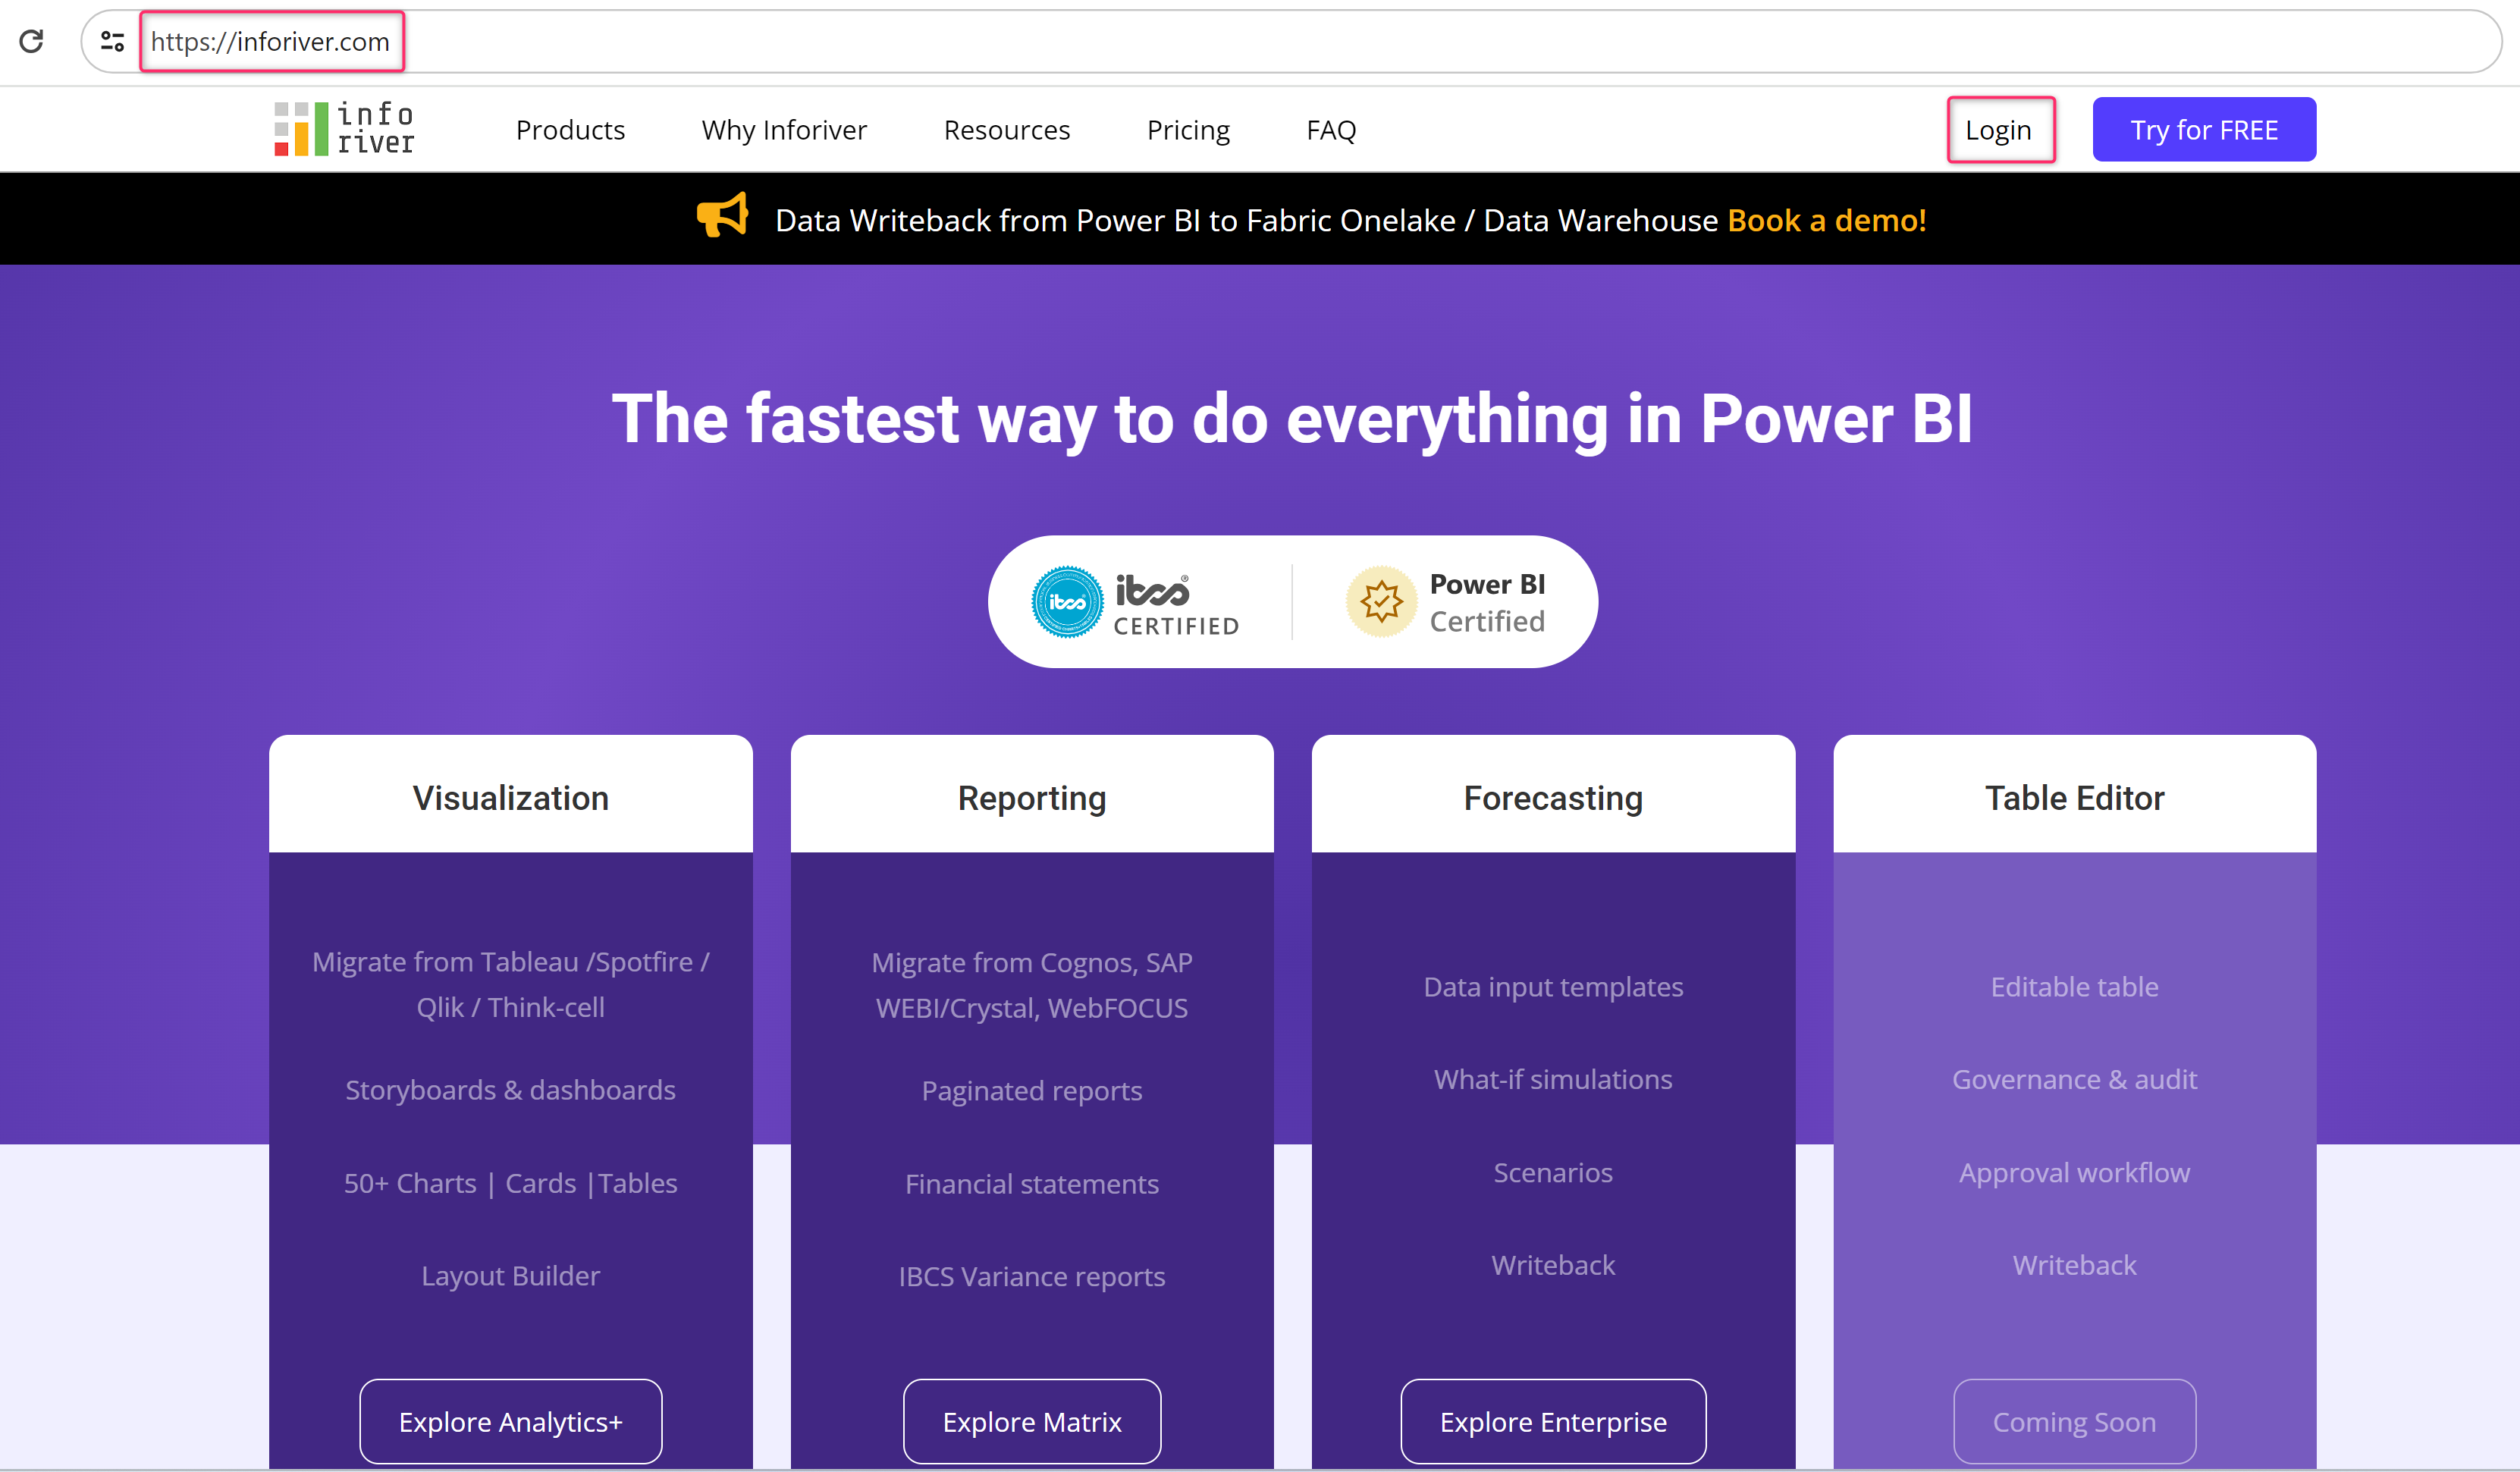 https://inforiver.com
info
river
Products
Why Inforiver
Resources
Pricing
FAQ
Login
Try for FREE
Data Writeback from Power BI to Fabric Onelake / Data Warehouse Book a demo!
The fastest way to do everything in Power BI
ibcs
ibcs®
CERTIFIED
Power BI
Certified
Visualization
Migrate from Tableau /Spotfire /
Qlik / Think-cell
Storyboards & dashboards
50+ Charts | Cards |Tables
Layout Builder
Explore Analytics+
Reporting
Migrate from Cognos, SAP
WEBI/Crystal, WebFOCUS
Paginated reports
Financial statements
IBCS Variance reports
Explore Matrix
Forecasting
Data input templates
What-if simulations
Scenarios
Writeback
Explore Enterprise
Table Editor
Editable table
Governance & audit
Approval workflow
Writeback
Coming Soon